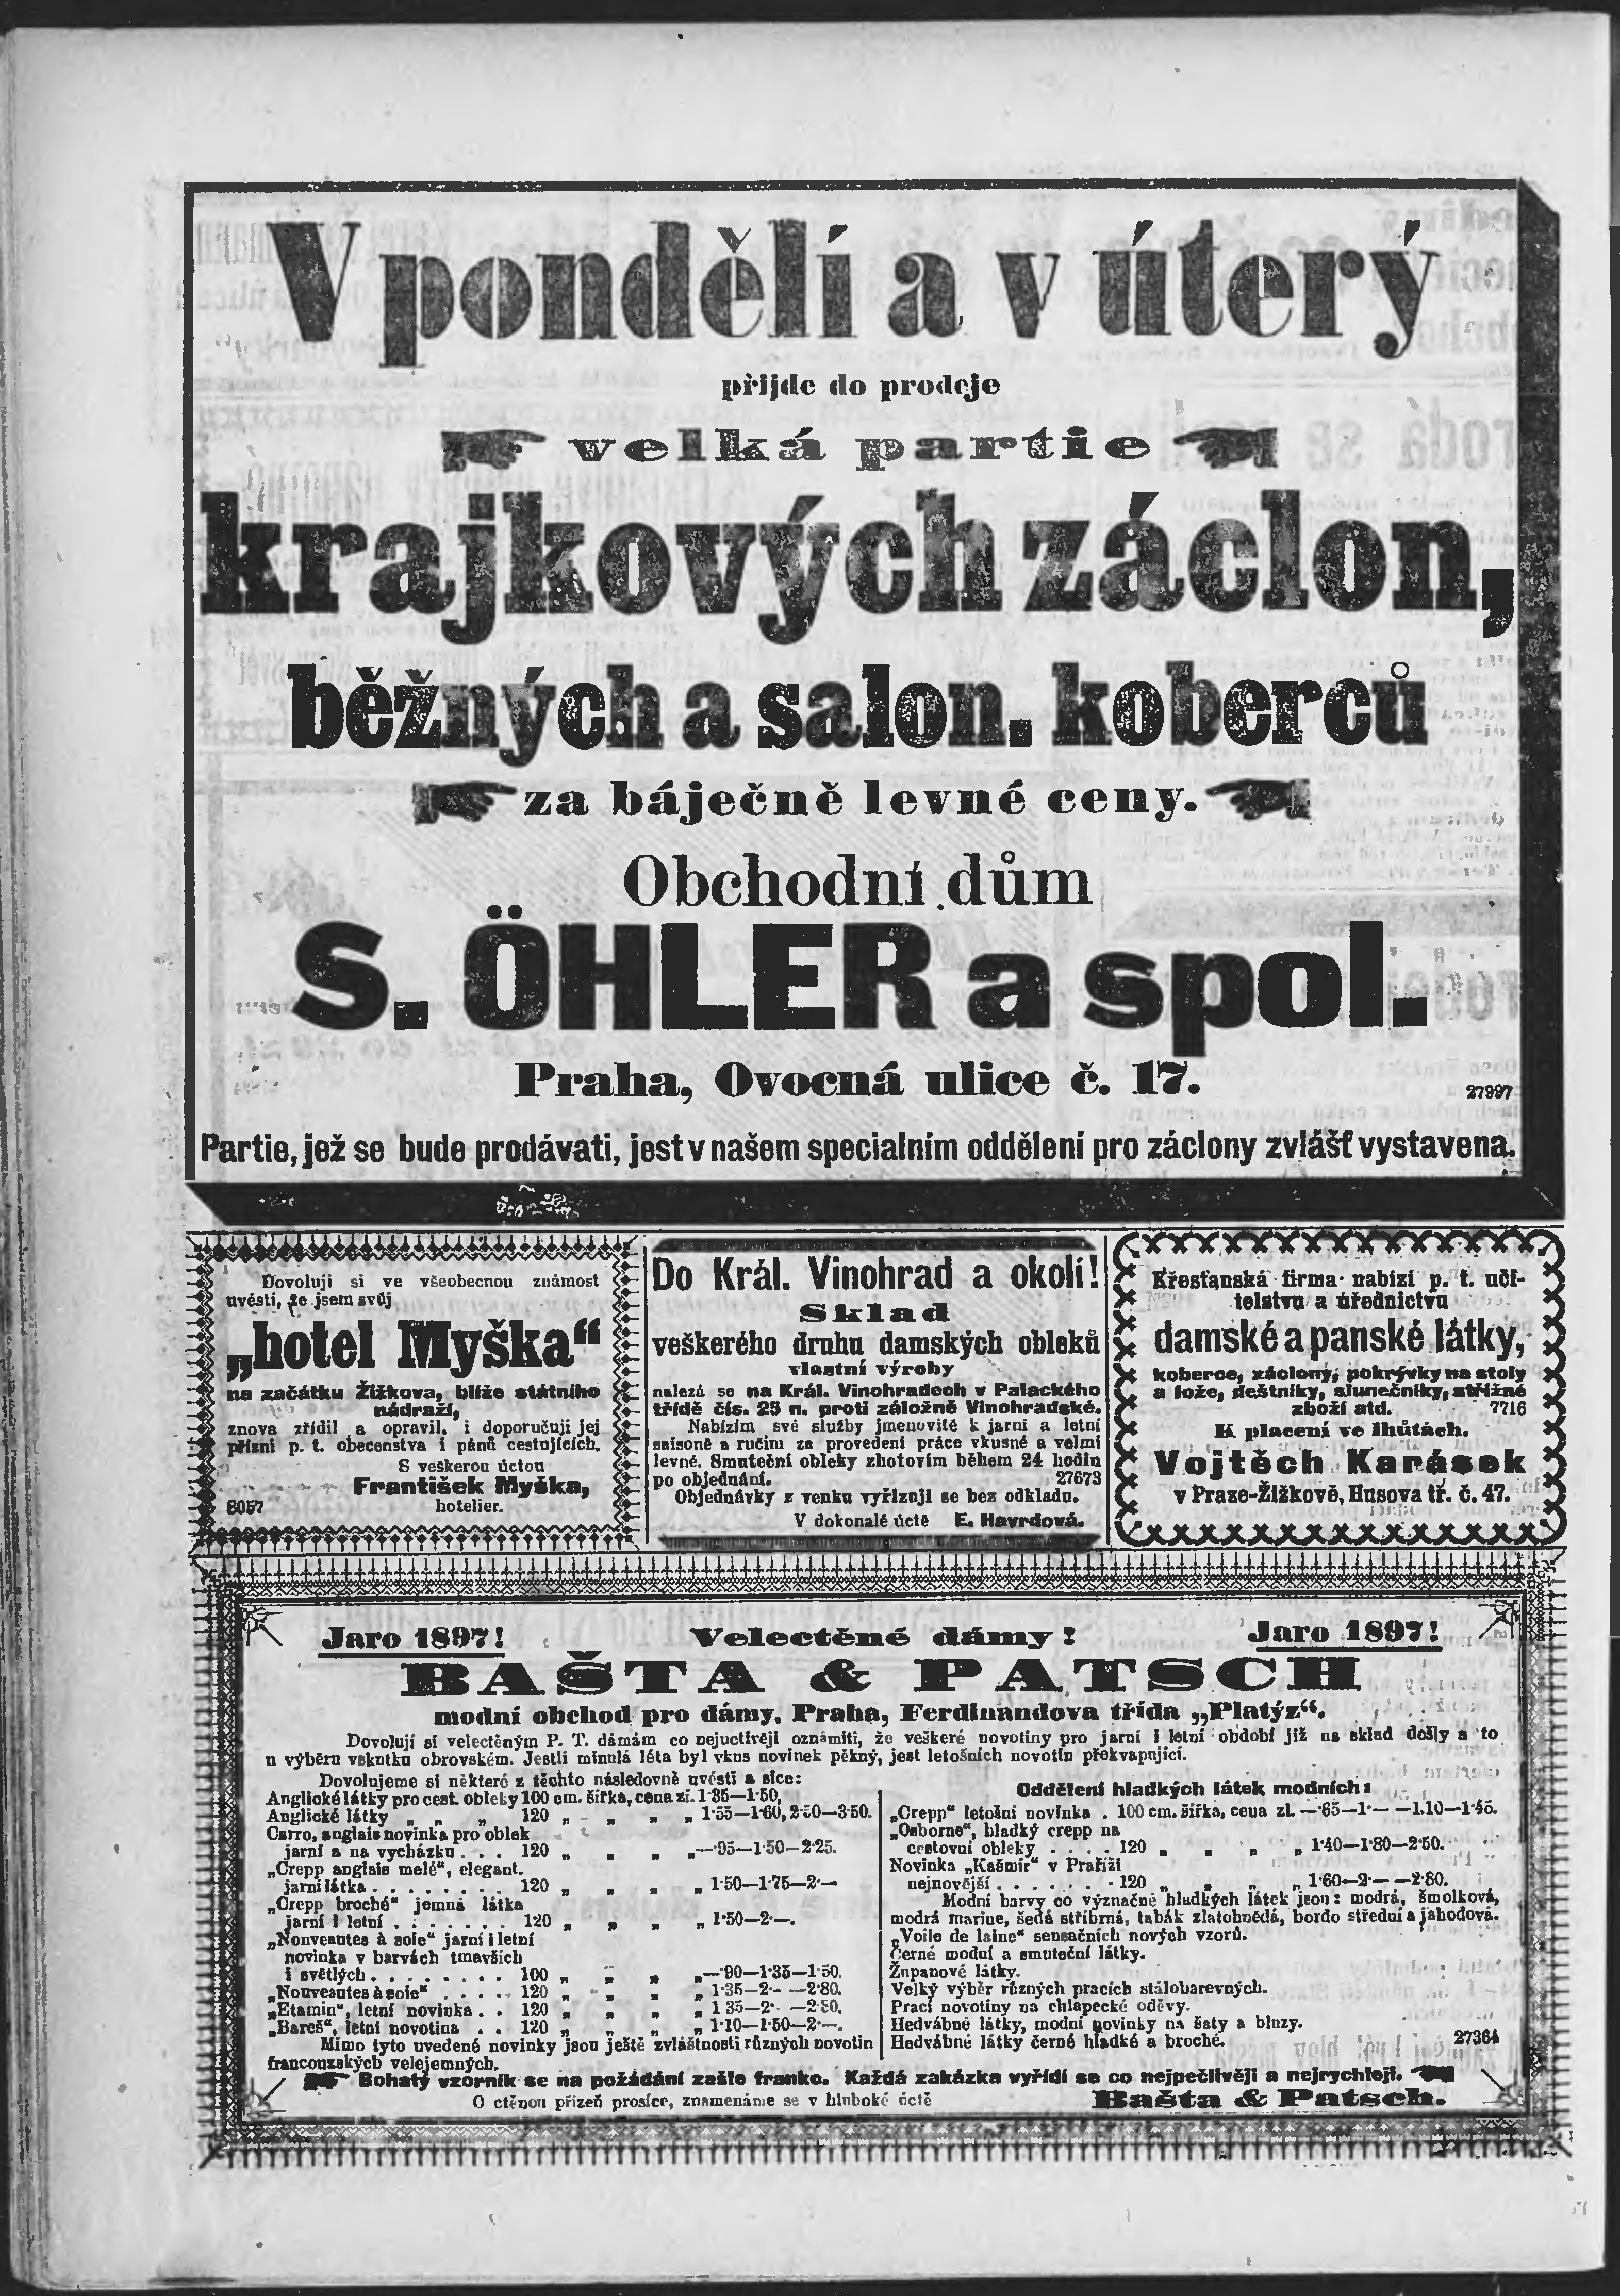 V pondělí a v úterý
přijde do prodeje
velká partie
krajkových záclon,
běžných a salon. koberců
za báječně levné ceny.
Obchodní dům
S. ÖHLER a spol.
Praha, Ovocná ulice č. 17.
27997
Partie, jež se bude prodávati, jest v našem specialním oddělení pro záclony zvlášť vystavena.
Dovoluji si ve všeobecnou známost
uvésti, že jsem svůj
„hotel Myška“
na začátku Žižkova, blíže státního
nádraží,
znova zřídil a opravil, i doporučuji jej
přízni p. t. obecenstva i pánů cestujících.
S veškerou úctou
František Myška,
8057 hotelier.
Do Král. Vinohrad a okolí!
Sklad
veškerého druhu damských obleků
vlastní výroby
nalezá se na Král. Vinohradech v Palackého
třídě čís. 25 n. proti záložně Vinohradské.
Nabízím své služby jmenovitě k jarní a letní
saisoně a ručím za provedení práce vkusné a velmi
levné. Smuteční obleky zhotovím během 24 hodin
po objednání. 27673
Objednávky z venku vyřizuji se bez odkladu.
V dokonalé úctě E. Havrdová.
Křesťanská firma nabízí p. t. uči-
telstvu a úřednictvu
damské a panské látky,
koberce, záclony, pokrývky na stoly
a lože, deštníky, slunečníky, střižné
zboží atd. 7716
K placení ve lhůtách.
Vojtěch Karásek
v Praze-Žižkově, Husova tř. č. 47.
Jaro 1897! Velectěné dámy! Jaro 1897!
BAŠTA & PATSCH
modní obchod pro dámy, Praha, Ferdinandova třída „Platýz“.
Dovolují si velectěným P. T. dámám co nejuctivěji oznámiti, že veškeré novotiny pro jarní i letní období již na sklad došly a to
u výběru vskutku obrovském. Jestli minulá léta byl vkus novinek pěkný, jest letošních novotin překvapující.
Dovolujeme si některé z těchto následovně uvésti a sice:
Anglické látky pro cest. obleky 100 cm. šířka, cena zl. 1·35—1·50,
Anglické látky „ „ „ 120 „ „ „ „ 1·55—1·60, 2·50—3·50.
Carro, anglais novinka pro oblek
jarní a na vycházku . . . 120 „ „ „ „—·95—1·50—2·25.
„Crepp anglais melé“, elegant.
jarní látka . . . . . . . . 120 „ „ „ „ 1·50—1·75—2·—
„Crepp broché“ jemná látka
jarní i letní . . . . . . . 120 „ „ „ „ 1·50—2·—.
„Nouveautes à soie“ jarní i letní
novinka v barvách tmavších
i světlých . . . . . . . . 100 „ „ „ „—·90—1·35—1·50.
„Nouveautes à soie“ . . . . . 120 „ „ „ „ 1·35—2·— —2·80.
„Etamin“, letní novinka . . 120 „ „ „ „ 1 35—2·— —2·80.
„Bareš“, letní novotina . . 120 „ „ „ „ 1·10—1·50—2·—.
Mimo tyto uvedené novinky jsou ještě zvláštnosti různých novotin
francouzských velejemných.
Oddělení hladkých látek modních:
„Crepp“ letošní novinka . 100 cm. šířka, cena zl. —·65—1·— —1.10—1·45.
„Osborne“, hladký crepp na
cestovní obleky . . . . 120 „ „ „ „ 1·40—1·80—2·50.
Novinka „Kašmír“ v Paříži
nejnovější . . . . . . . 120 „ „ „ „ 1·60—2·— —2·80.
Modní barvy co význačné hladkých látek jsou: modrá, šmolková,
modrá marine, šedá stříbrná, tabák zlatohnědá, bordo střední a jahodová.
„Voile de laine“ sensačních nových vzorů.
Černé modní a smuteční látky.
Županové látky.
Velký výběr různých pracích stálobarevných.
Prací novotiny na chlapecké oděvy.
Hedvábné látky, modní novinky na šaty a bluzy.
Hedvábné látky černé hladké a broché. 27364
Bohatý vzorník se na požádání zašle franko. Každá zakázka vyřídí se co nejpečlivěji a nejrychleji.
O ctěnou přízeň prosíce, znamenáme se v hluboké úctě Bašta & Patsch.